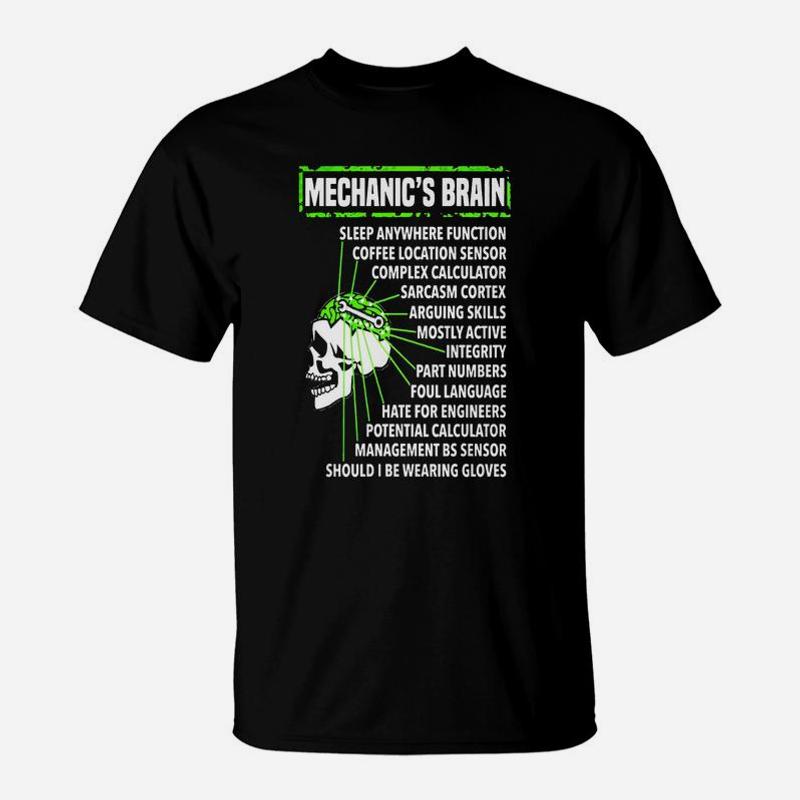 MECHANIC'S BRAIN
SLEEP ANYWHERE FUNCTION
COFFEE LOCATION SENSOR
COMPLEX CALCULATOR
SARCASM CORTEX
ARGUING SKILLS
MOSTLY ACTIVE
INTEGRITY
PART NUMBERS
FOUL LANGUAGE
HATE FOR ENGINEERS
POTENTIAL CALCULATOR
MANAGEMENT BS SENSOR
SHOULD I BE WEARING GLOVES